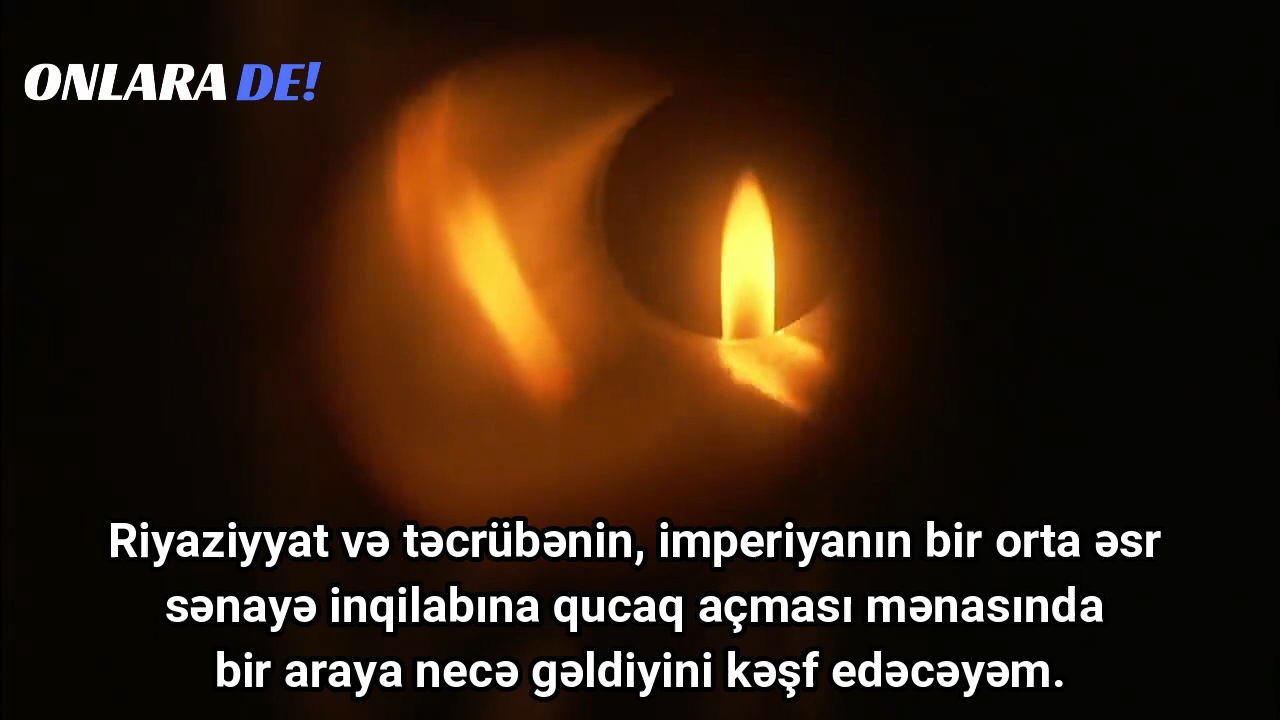 ONLARA DE!
Riyaziyyat və təcrübənin, imperiyanın bir orta əsr
sənayə inqilabına qucaq açması mənasında
bir araya necə gəldiyini kəşf edəcəyəm.